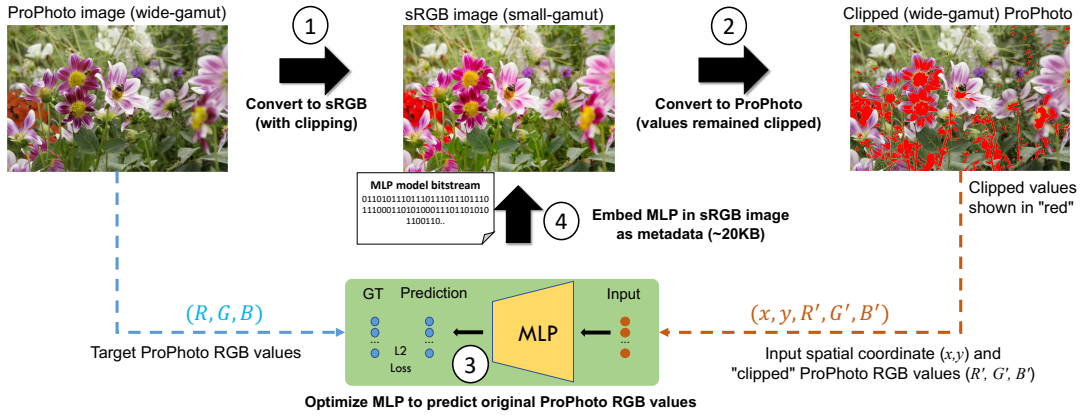 ProPhoto image (wide-gamut)
sRGB image (small-gamut)
Clipped (wide-gamut) ProPhoto
1
Convert to sRGB
(with clipping)
2
Convert to ProPhoto
(values remained clipped)
Clipped values
shown in "red"
MLP model bitstream
0110101110111011101110111011101110
1110001101010001110110101
1100110..
4
Embed MLP in sRGB image
as metadata (~20KB)
(R, G, B)
Target ProPhoto RGB values
GT
Prediction
Input
...
...
...
L2
Loss
MLP
3
(x, y, R′, G′, B′)
Input spatial coordinate (x,y) and
"clipped" ProPhoto RGB values (R', G', B')
Optimize MLP to predict original ProPhoto RGB values